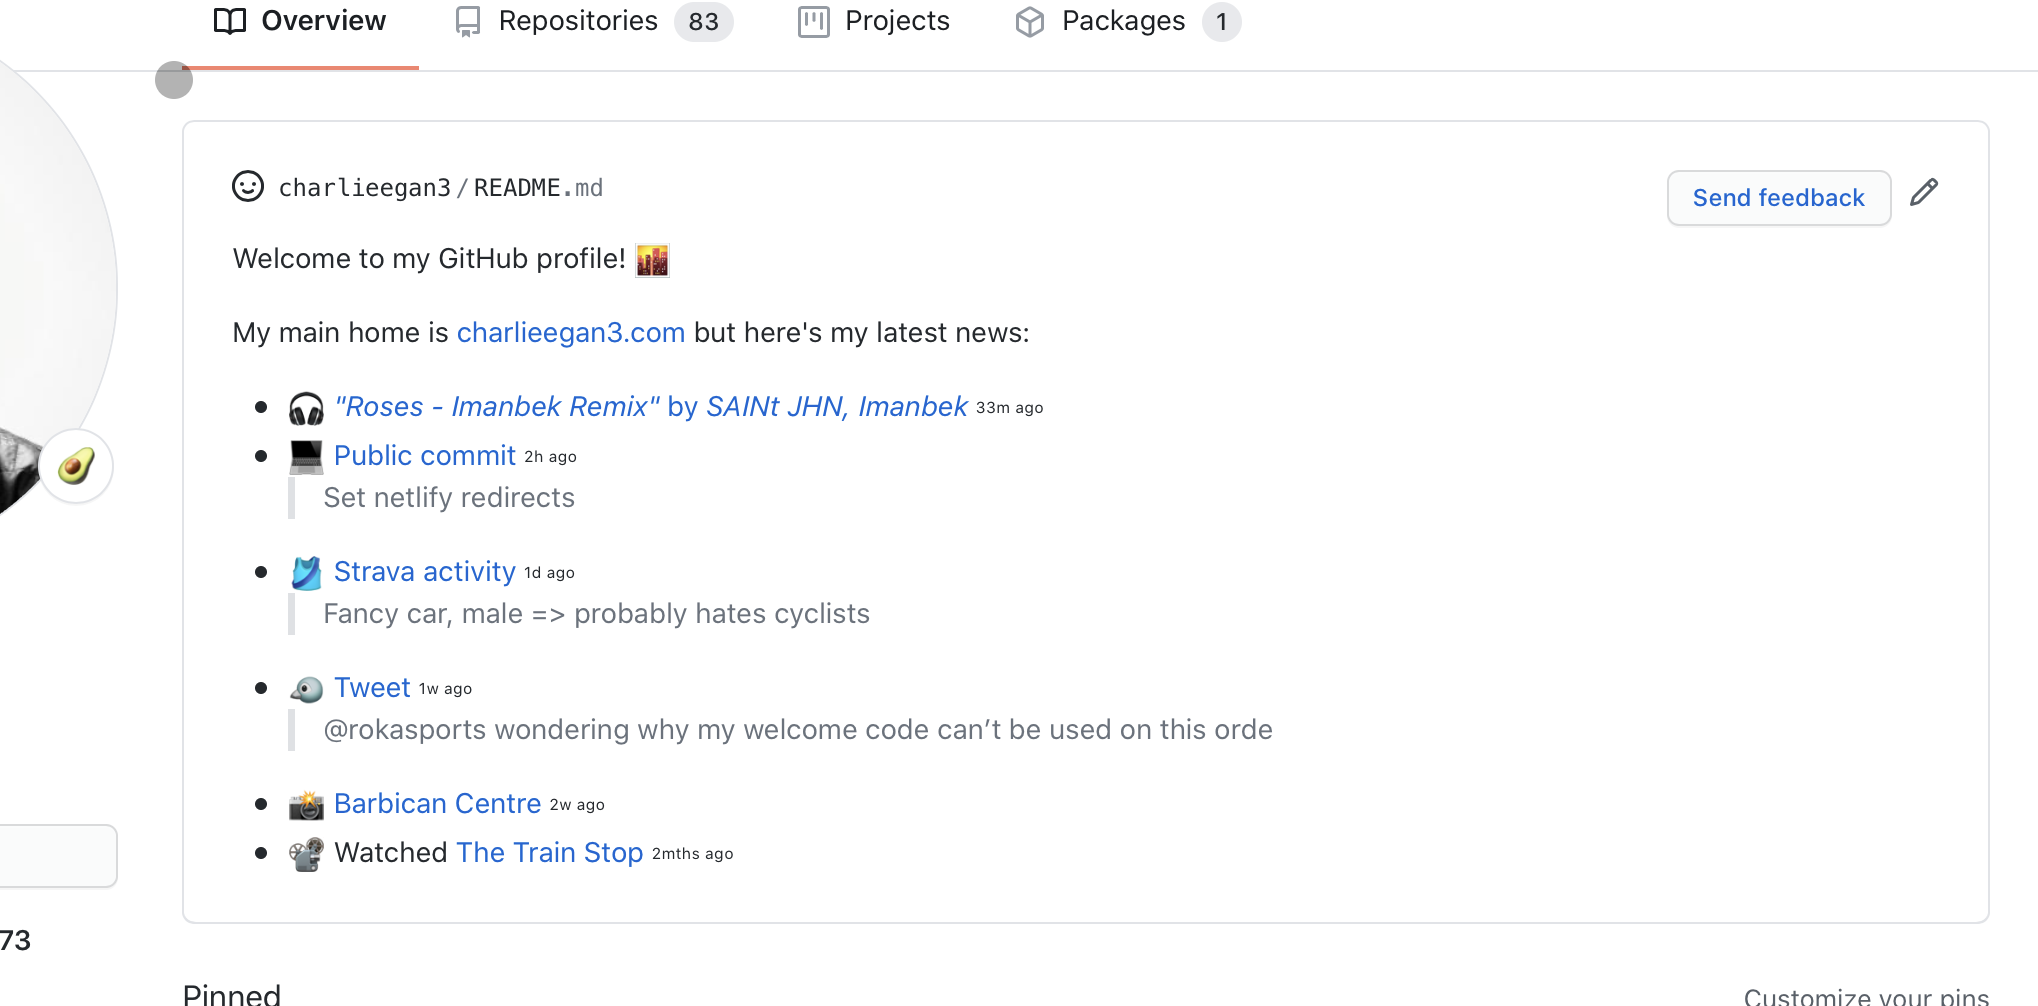 Overview Repositories 83 Projects Packages 1
charlieegan3/README.md
Send feedback
Welcome to my GitHub profile!
My main home is charlieegan3.com but here's my latest news:
"Roses - Imanbek Remix" by SAINt JHN, Imanbek 33m ago
Public commit 2h ago
Set netlify redirects
Strava activity 1d ago
Fancy car, male => probably hates cyclists
Tweet 1w ago
@rokasports wondering why my welcome code can’t be used on this orde
Barbican Centre 2w ago
Watched The Train Stop 2mths ago
73
Pinned
Customize your pins